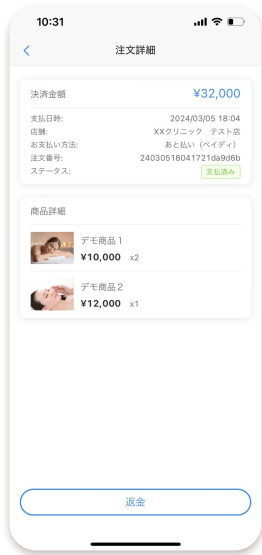 10:31
注文詳細
決済金額 ¥32,000
支払日時: 2024/03/05 18:04
店舗: XXクリニック テスト店
お支払い方法: あと払い（ペイディ）
注文番号: 24030518041721da9d6b
ステータス: 支払済み
商品詳細
デモ商品１
¥10,000 x2
デモ商品２
¥12,000 x1
返金